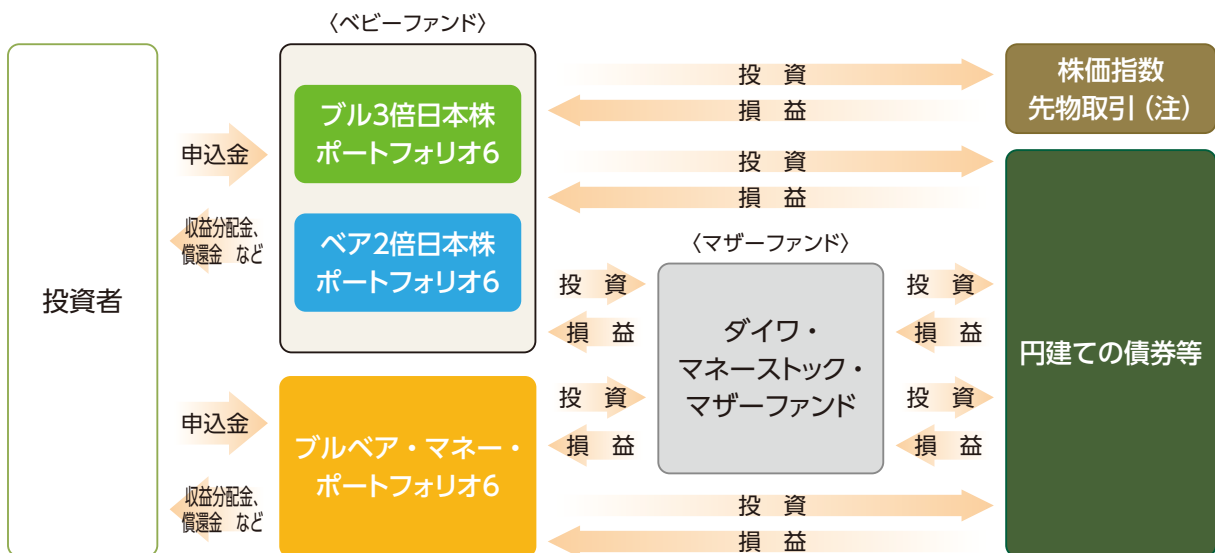 〈ベビーファンド〉
投資者
申込金
収益分配金、
償還金 など
ブル3倍日本株
ポートフォリオ6
ベア2倍日本株
ポートフォリオ6
投 資
損 益
株価指数
先物取引(注)
投 資
損 益
〈マザーファンド〉
投 資
損 益
ダイワ・
マネーストック・
マザーファンド
投 資
損 益
円建ての債券等
申込金
収益分配金、
償還金 など
ブルベア・マネー・
ポートフォリオ6
投 資
損 益
投 資
損 益
投 資
損 益